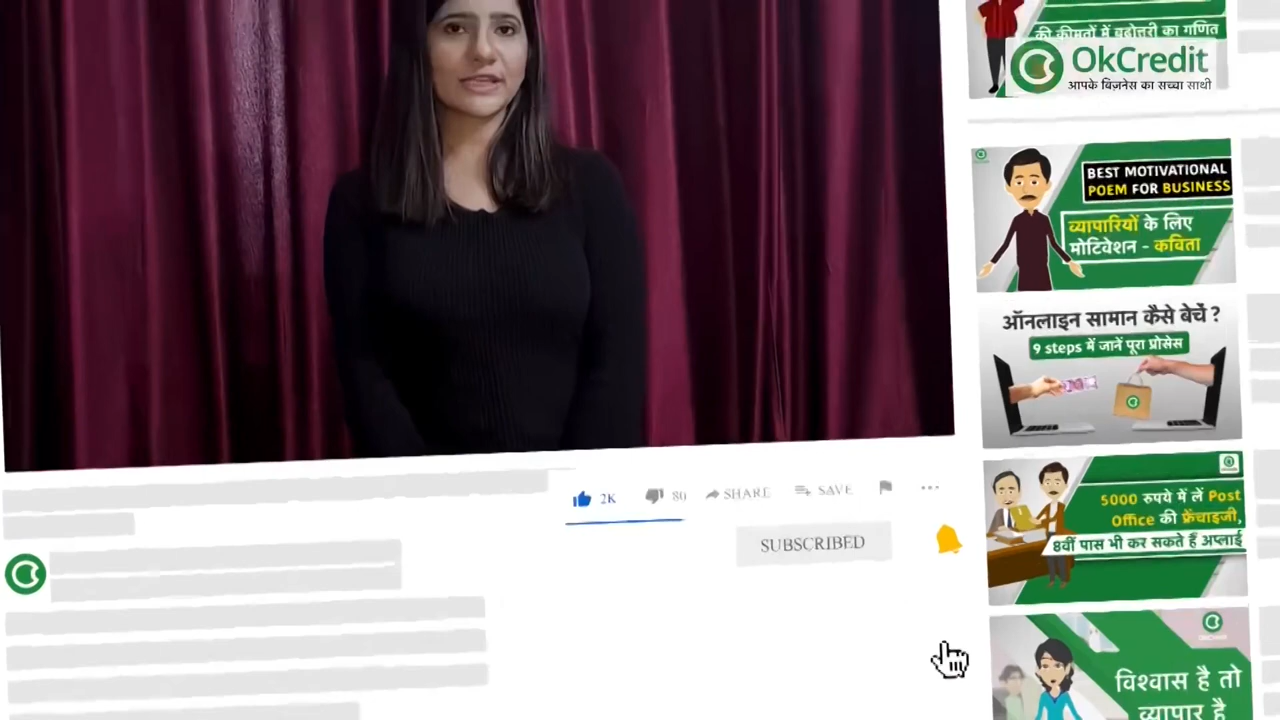 की कीमतों में बढ़ोत्तरी का गणित
OkCredit
आपके बिज़नेस का सच्चा साथी
BEST MOTIVATIONAL
POEM FOR BUSINESS
व्यापारियों के लिए
मोटिवेशन - कविता
ऑनलाइन सामान कैसे बेचें ?
9 steps में जानें पूरा प्रोसेस
2K
80
SHARE
SAVE
SUBSCRIBED
5000 रुपये में लें Post
Office की फ्रेंचाइजी,
8वीं पास भी कर सकते हैं अप्लाई
विश्वास है तो
व्यापार है